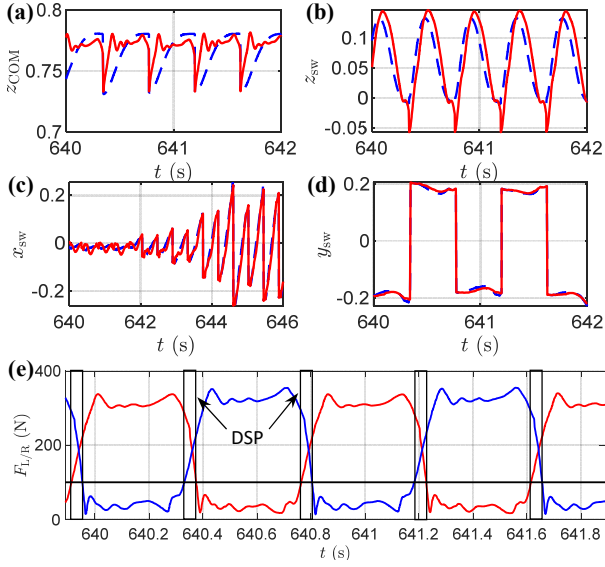 (a)
0.8
0.75
0.7
z_COM
640
641
642
t (s)
(b)
0.1
0.05
0
-0.05
z_sw
640
641
642
t (s)
(c)
0.2
0
-0.2
x_sw
640
642
644
646
t (s)
(d)
0.2
0
-0.2
y_sw
640
641
642
t (s)
(e)
400
200
0
F_L/R (N)
DSP
640
640.2
640.4
640.6
640.8
641
641.2
641.4
641.6
641.8
t (s)